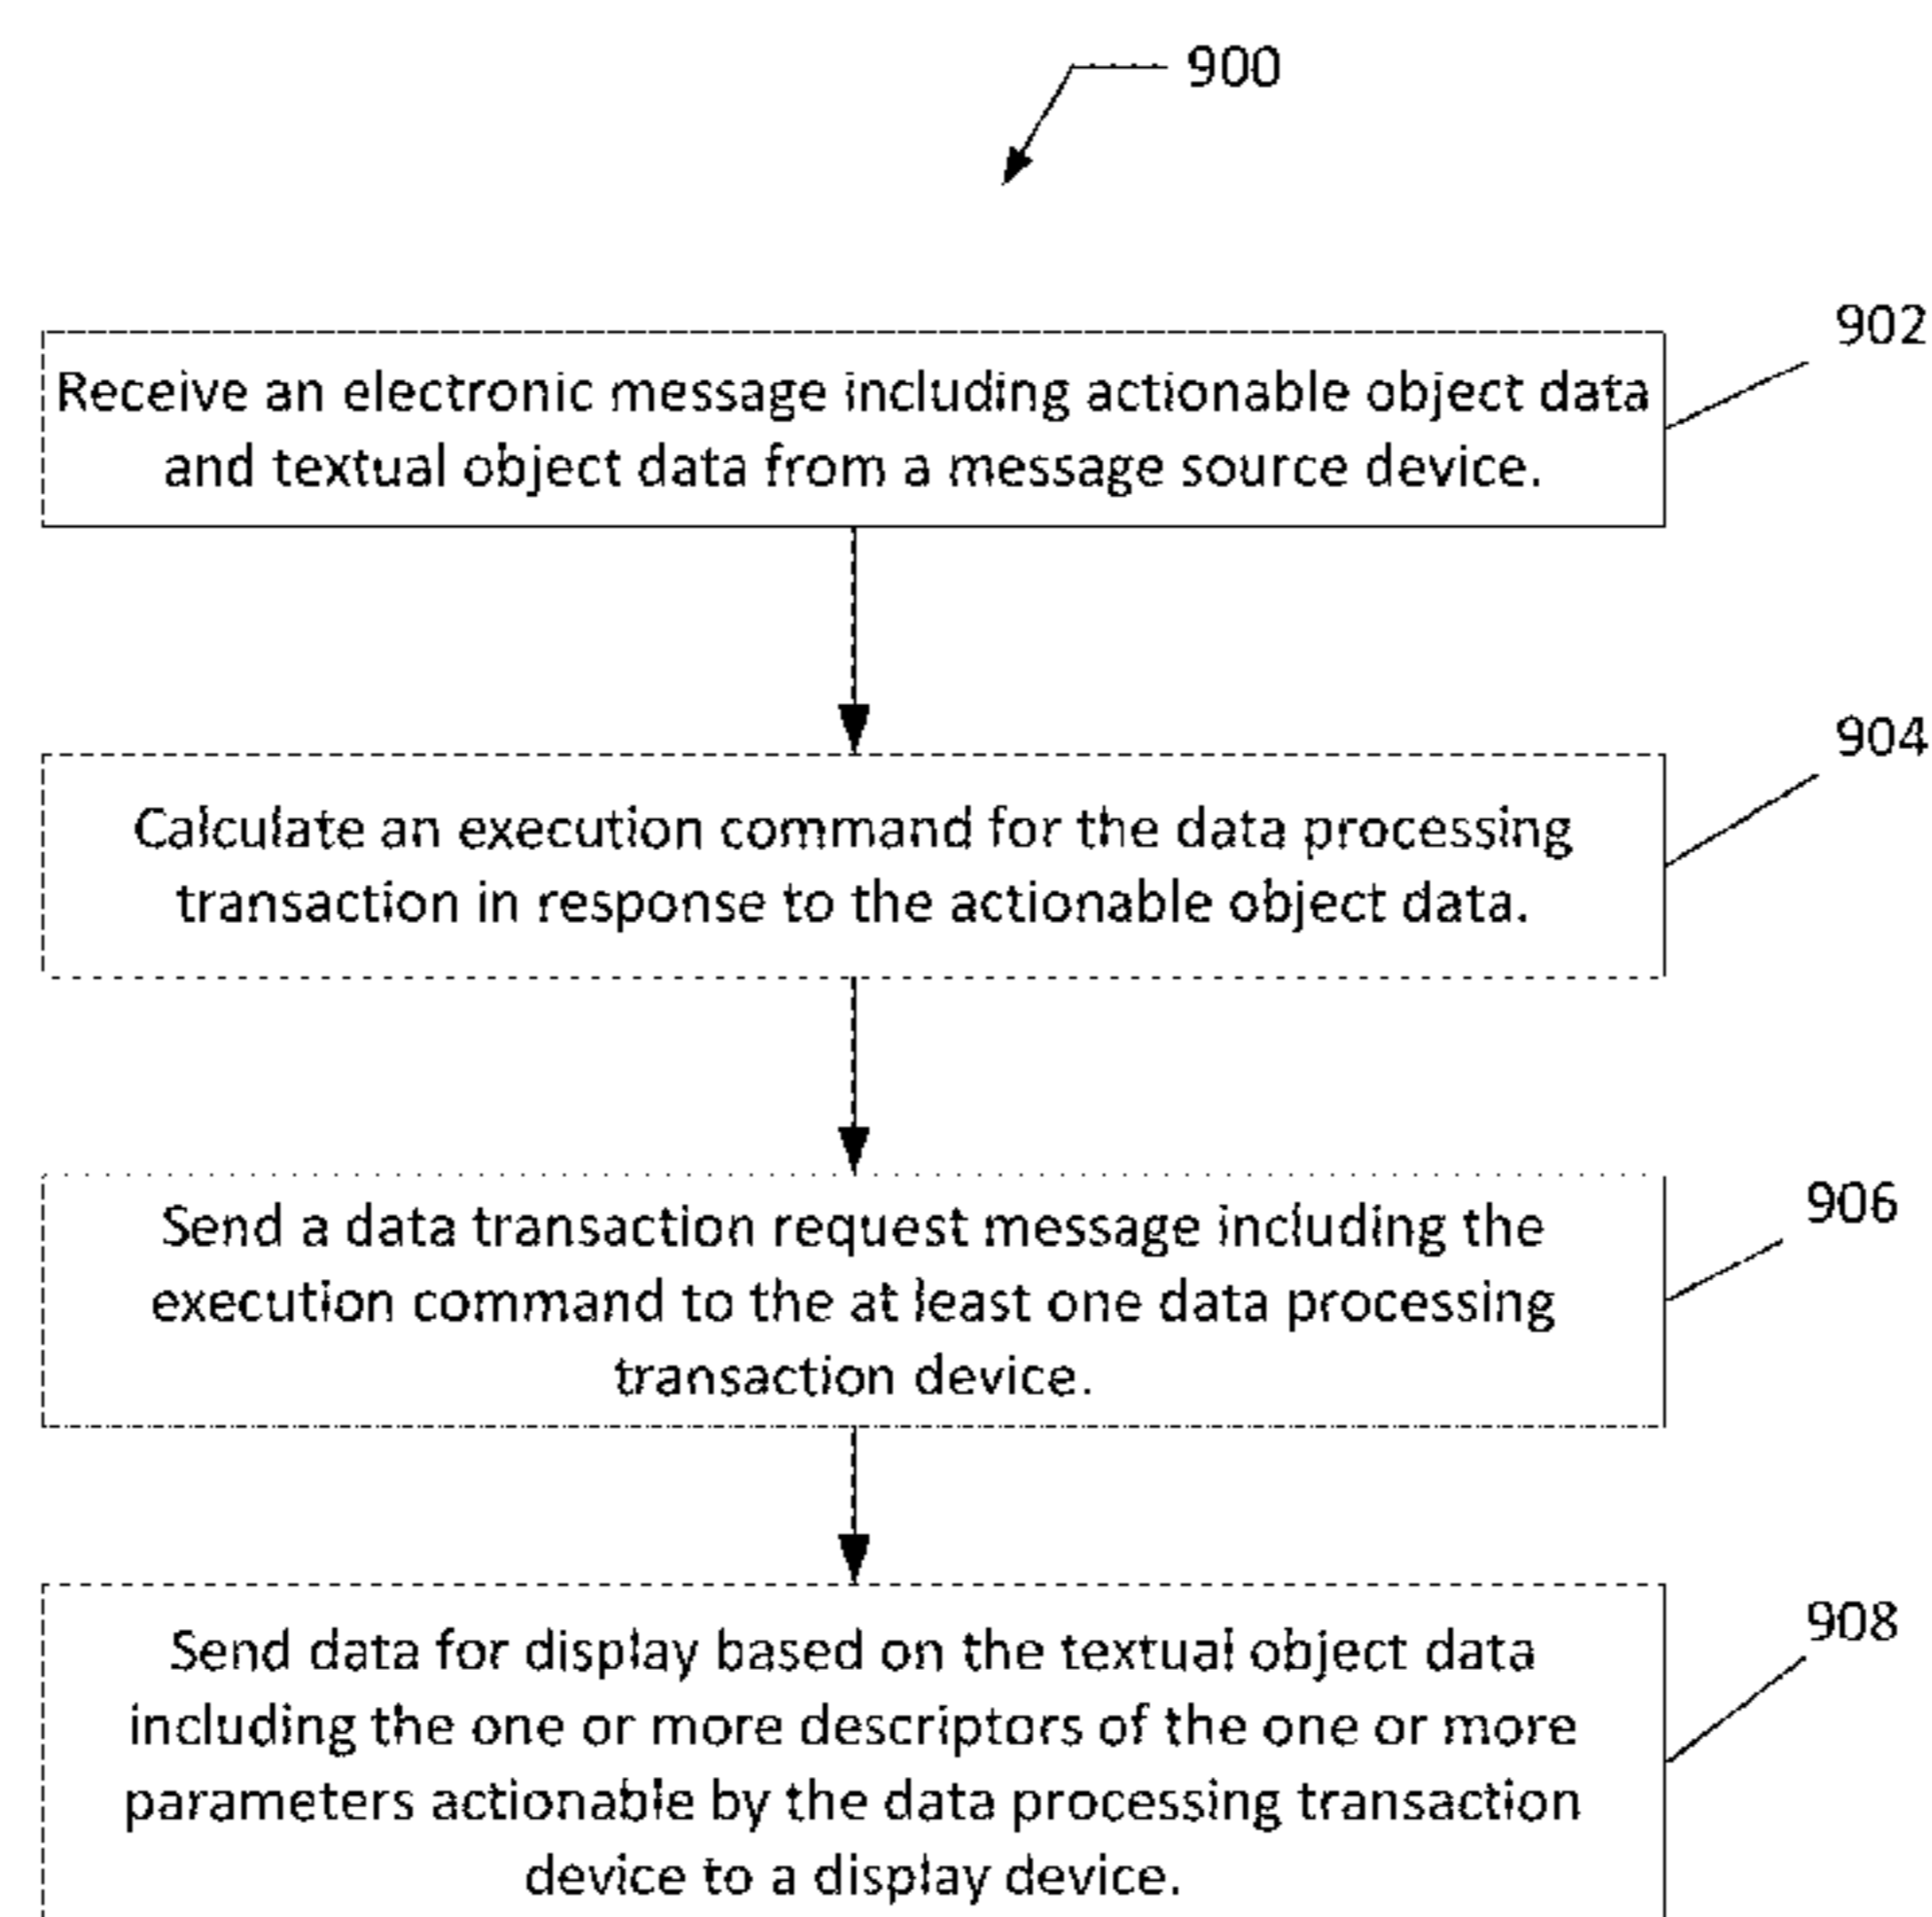 900
902
Receive an electronic message including actionable object data
and textual object data from a message source device.
904
Calculate an execution command for the data processing
transaction in response to the actionable object data.
906
Send a data transaction request message including the
execution command to the at least one data processing
transaction device.
908
Send data for display based on the textual object data
including the one or more descriptors of the one or more
parameters actionable by the data processing transaction
device to a display device.